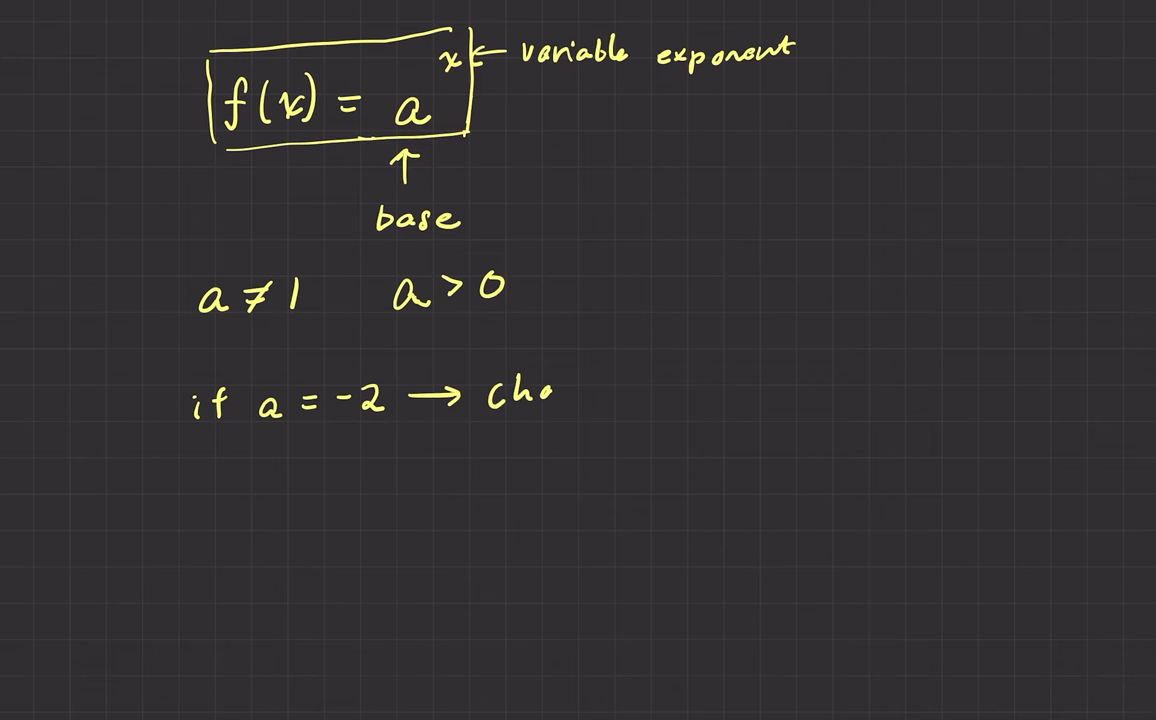 f(x) = a^x ← variable exponent
↑
base
a ≠ 1 a > 0
if a = -2 → cho